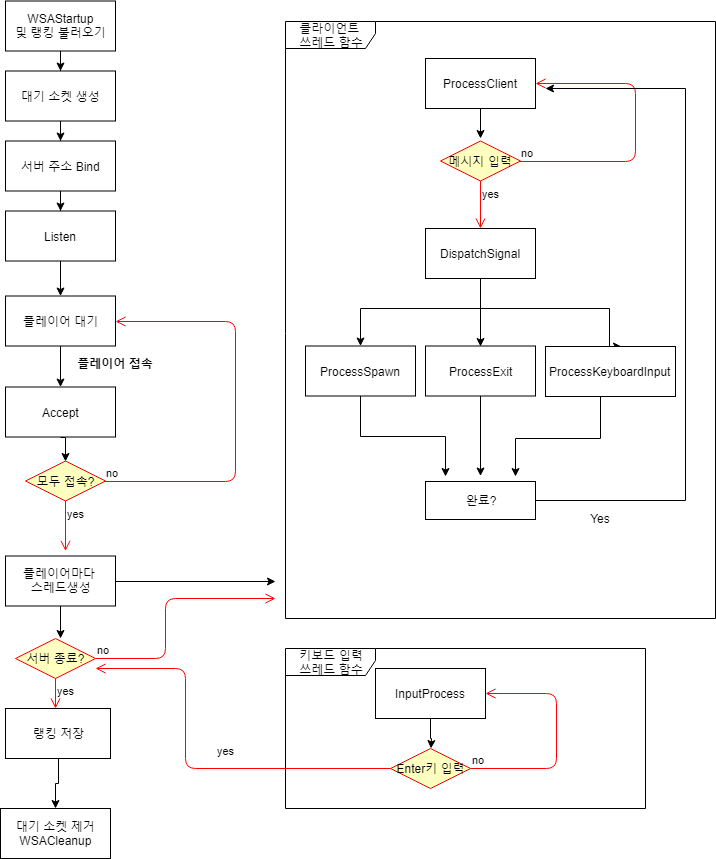 WSAStartup
및 랭킹 불러오기
대기 소켓 생성
서버 주소 Bind
Listen
플레이어 대기
플레이어 접속
Accept
모두 접속?
no
yes
플레이어마다
스레드생성
서버 종료?
no
yes
랭킹 저장
대기 소켓 제거
WSACleanup
클라이언트
쓰레드 함수
ProcessClient
메시지 입력
no
yes
DispatchSignal
ProcessSpawn
ProcessExit
ProcessKeyboardInput
완료?
Yes
키보드 입력
쓰레드 함수
InputProcess
Enter키 입력
no
yes